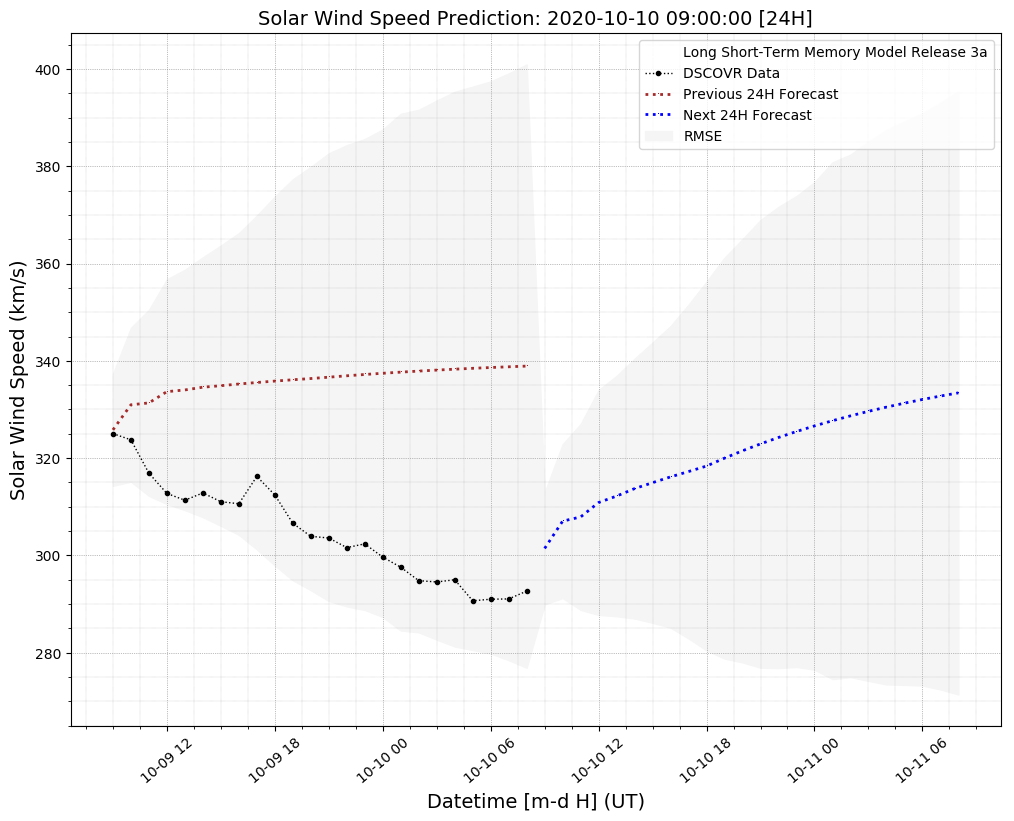 Solar Wind Speed Prediction: 2020-10-10 09:00:00 [24H]
Long Short-Term Memory Model Release 3a
DSCOVR Data
Previous 24H Forecast
Next 24H Forecast
RMSE
Solar Wind Speed (km/s)
400
380
360
340
320
300
280
10-09 12
10-09 18
10-10 00
10-10 06
10-10 12
10-10 18
10-11 00
10-11 06
Datetime [m-d H] (UT)